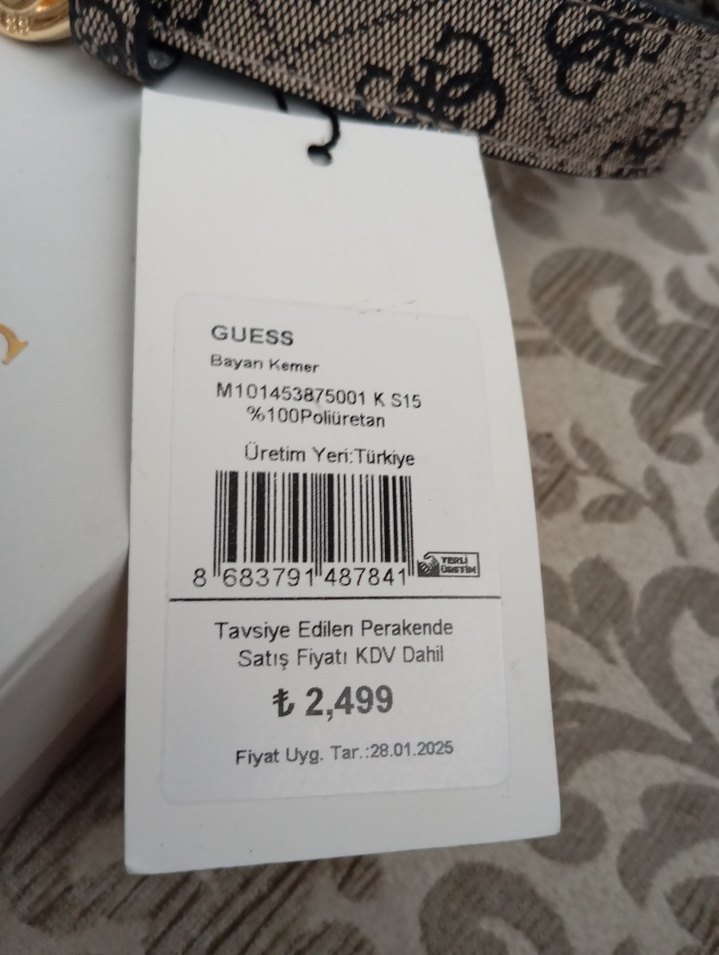 GUESS
Bayan Kemer
M101453875001 K S15
%100Poliüretan
Üretim Yeri:Türkiye
8 683791 487841
YERLİ
ÜRETİM
Tavsiye Edilen Perakende
Satış Fiyatı KDV Dahil
₺ 2,499
Fiyat Uyg. Tar.:28.01.2025